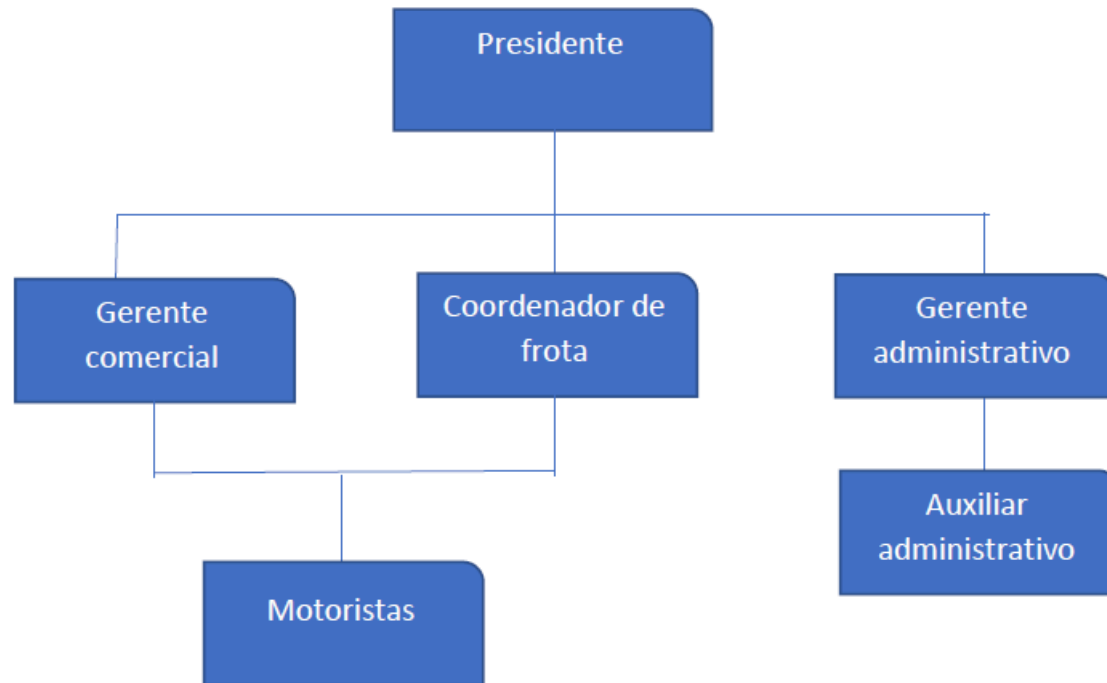 Presidente
Gerente
comercial
Coordenador de
frota
Gerente
administrativo
Auxiliar
administrativo
Motoristas